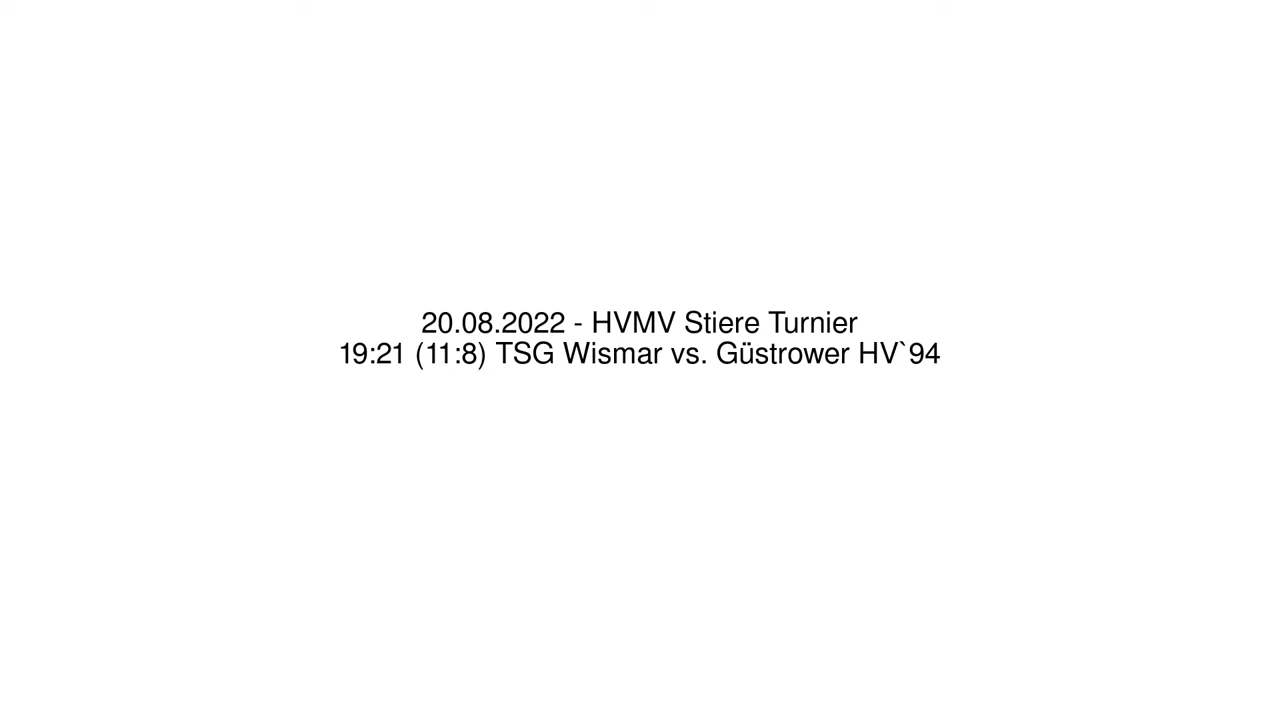 20.08.2022 - HVMV Stiere Turnier
19:21 (11:8) TSG Wismar vs. Güstrower HV`94